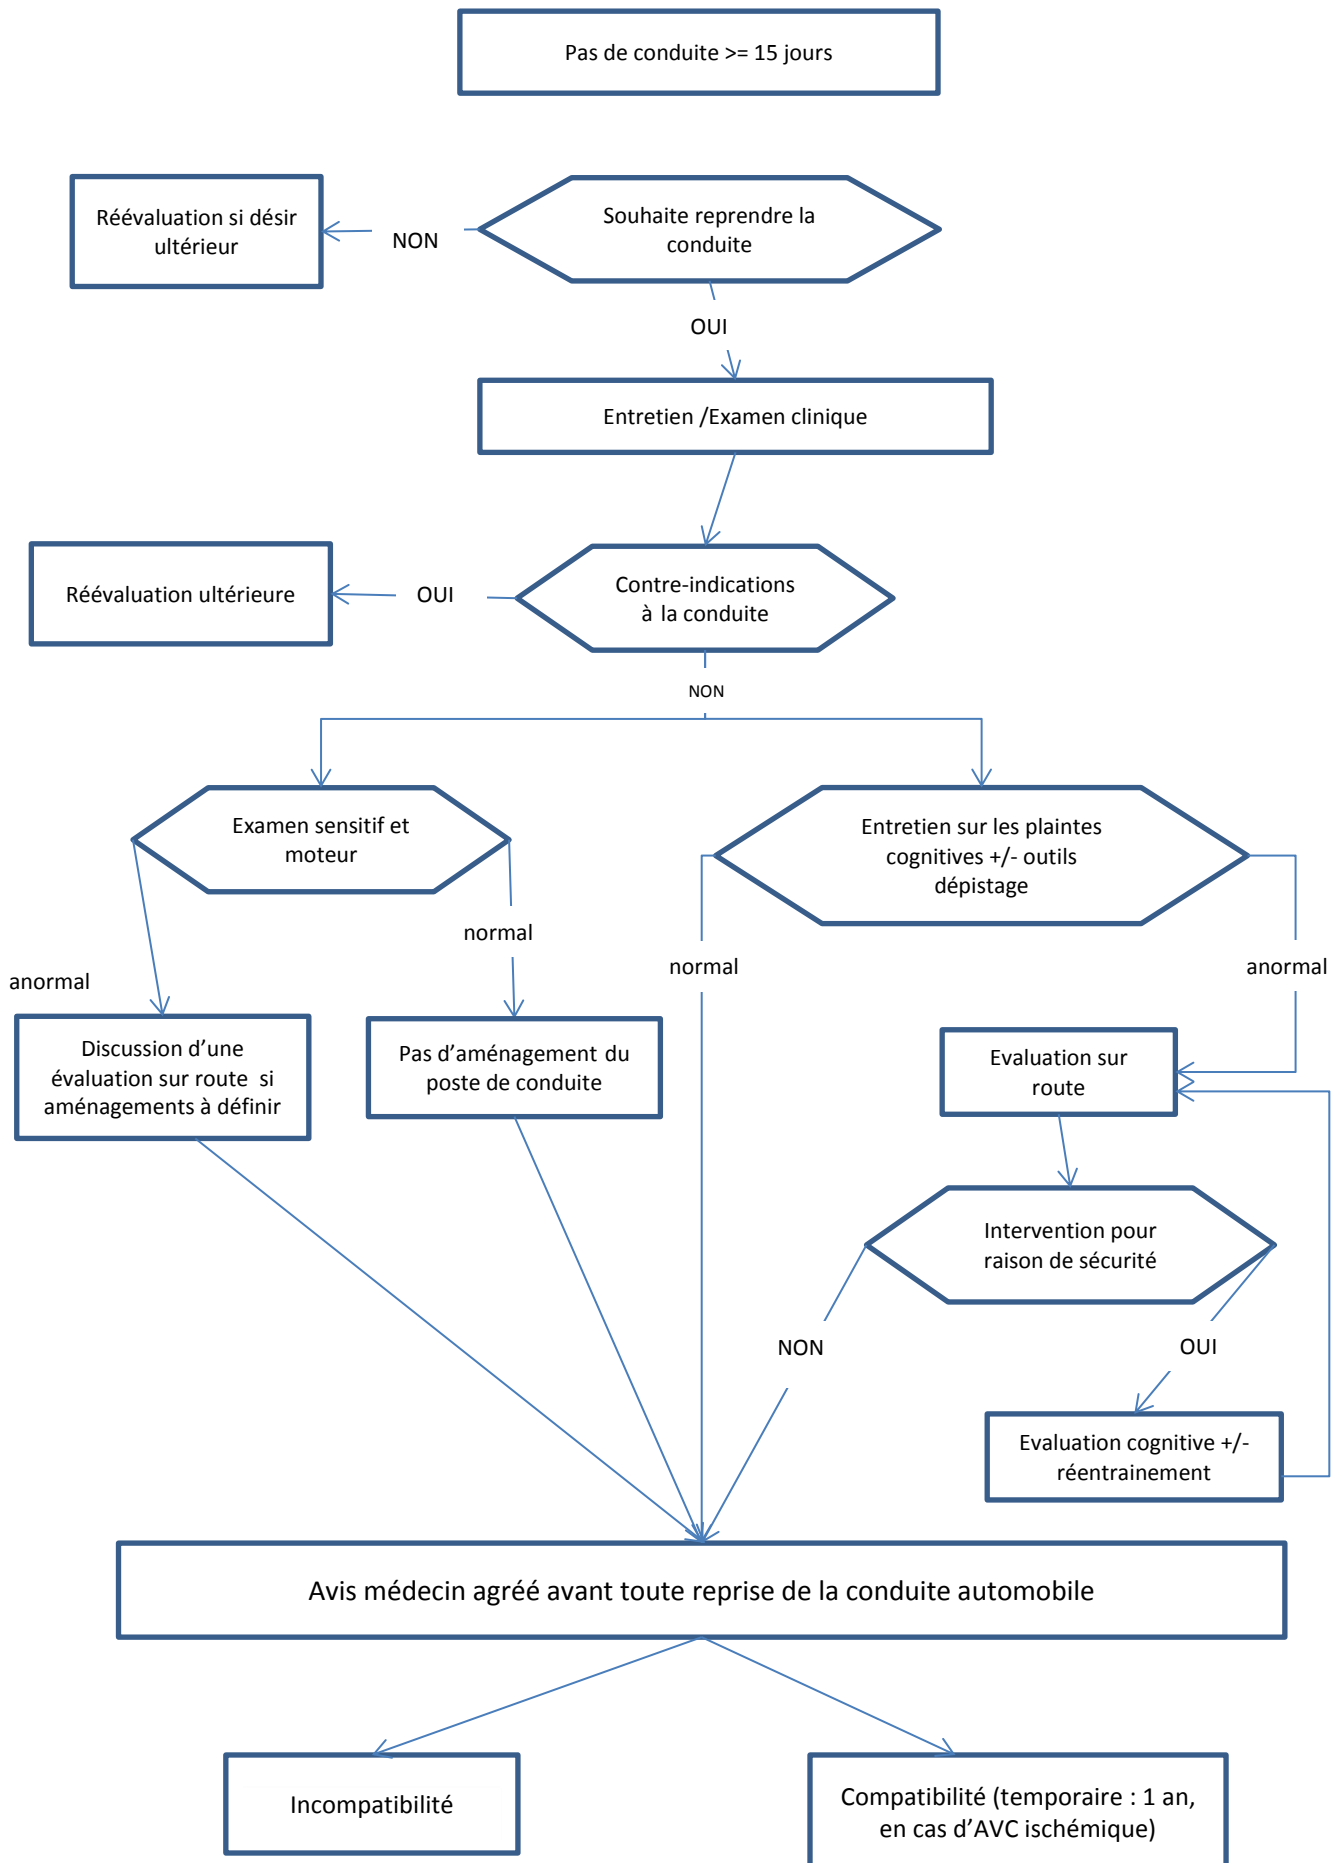 Pas de conduite >= 15 jours
Réévaluation si désir
ultérieur
NON
Souhaite reprendre la
conduite
OUI
Entretien /Examen clinique
Réévaluation ultérieure
OUI
Contre-indications
à la conduite
NON
Examen sensitif et
moteur
Entretien sur les plaintes
cognitives +/- outils
dépistage
anormal
normal
normal
anormal
Discussion d’une
évaluation sur route si
aménagements à définir
Pas d’aménagement du
poste de conduite
Evaluation sur
route
Intervention pour
raison de sécurité
NON
OUI
Evaluation cognitive +/-
réentrainement
Avis médecin agréé avant toute reprise de la conduite automobile
Incompatibilité
Compatibilité (temporaire : 1 an,
en cas d’AVC ischémique)